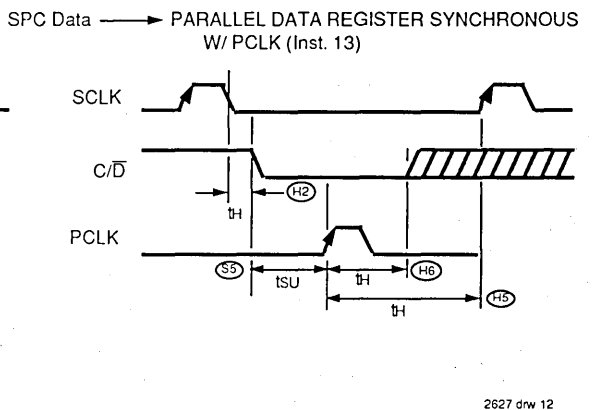 SPC Data → PARALLEL DATA REGISTER SYNCHRONOUS
W/ PCLK (Inst. 13)
SCLK
C/D̅
H2
tH
PCLK
S5
tSU
tH
H6
tH
H5
2627 drw 12